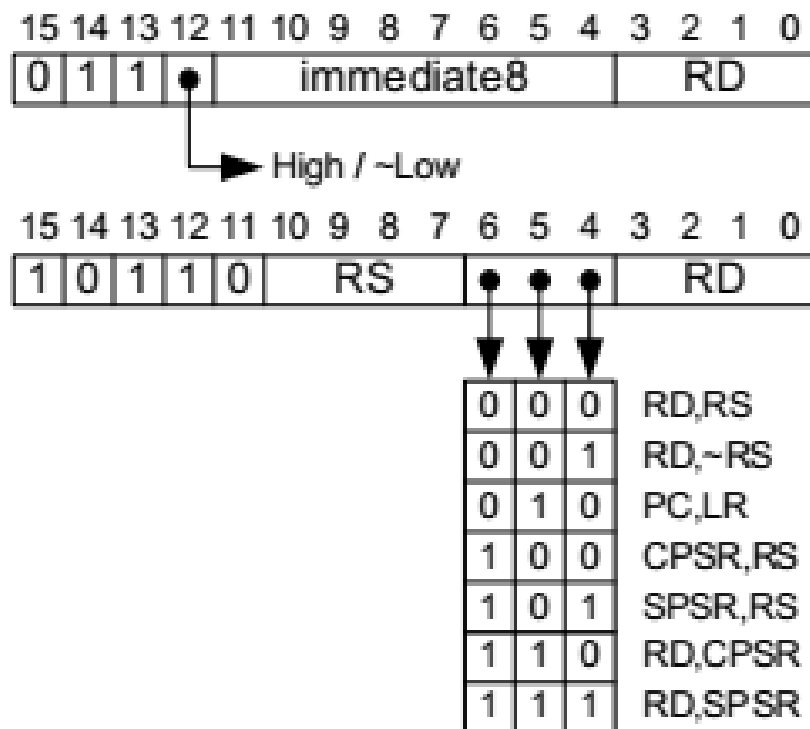 15 14 13 12 11 10 9 8 7 6 5 4 3 2 1 0
0 1 1 immediate8 RD
High / ~Low
15 14 13 12 11 10 9 8 7 6 5 4 3 2 1 0
1 0 1 1 0 RS RD
0 0 0 RD,RS
0 0 1 RD,~RS
0 1 0 PC,LR
1 0 0 CPSR,RS
1 0 1 SPSR,RS
1 1 0 RD,CPSR
1 1 1 RD,SPSR